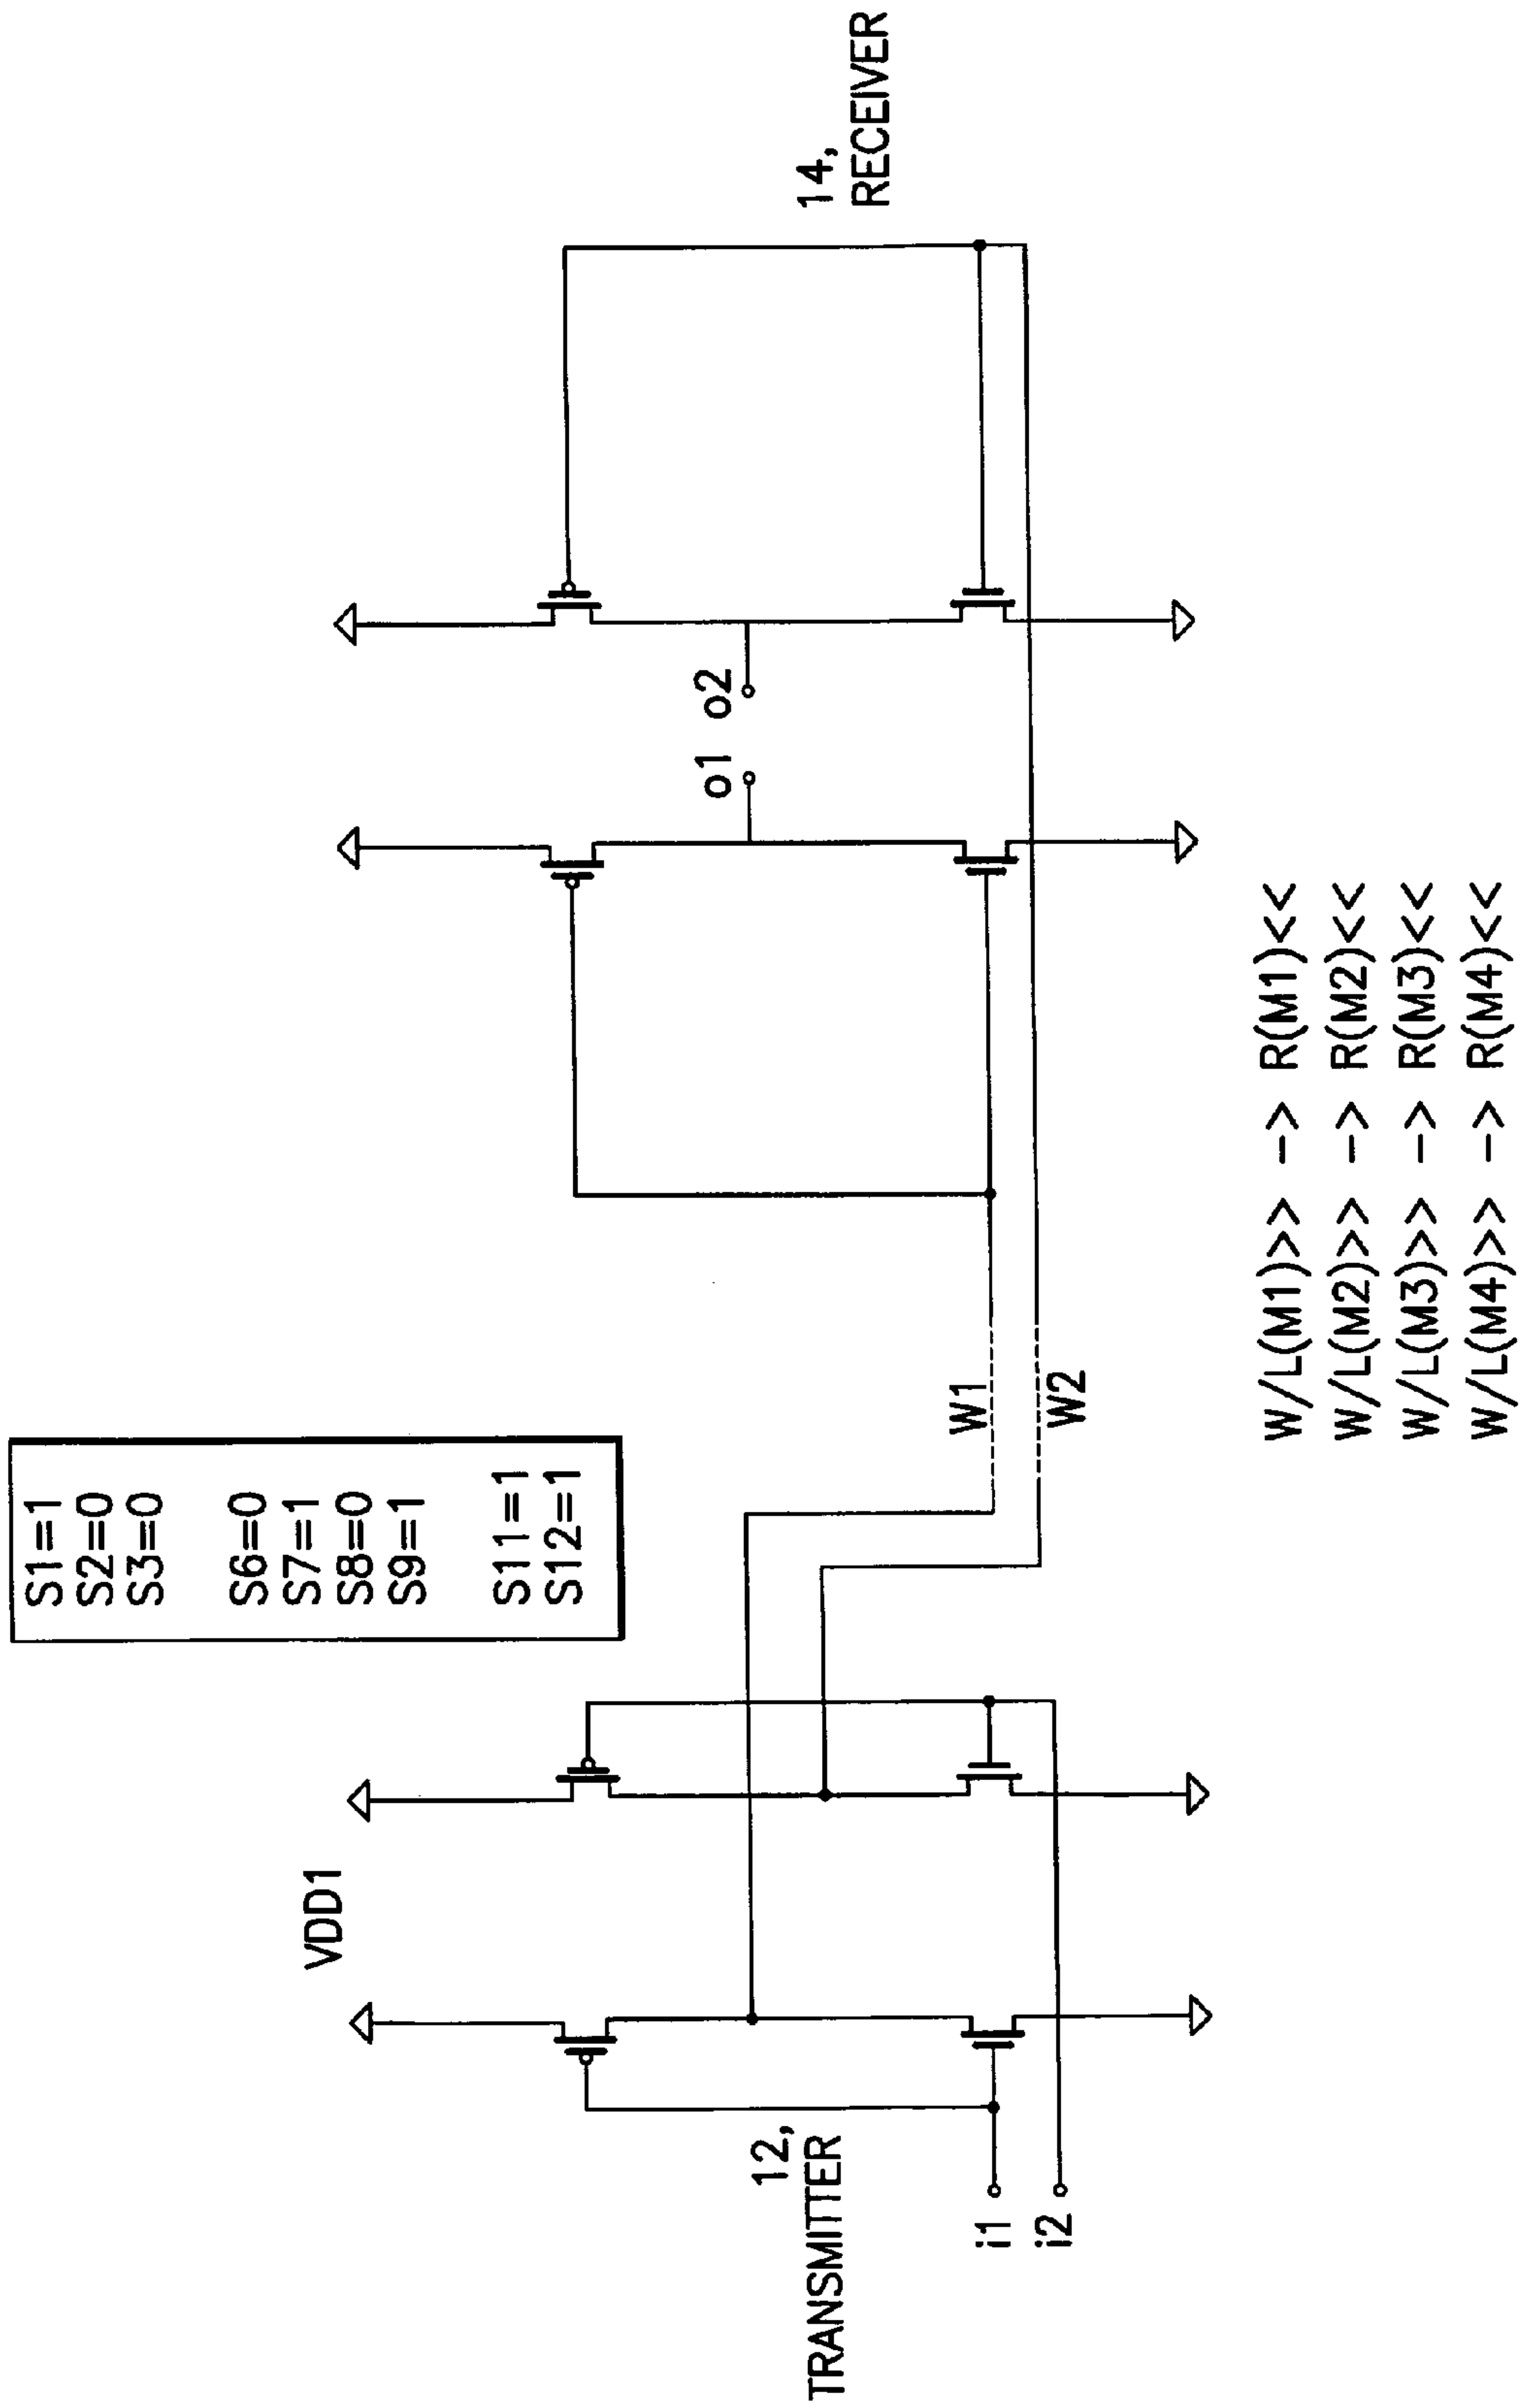 S1=1
S2=0
S3=0
S6=0
S7=1
S8=0
S9=1
S11=1
S12=1
VDD1
12,
TRANSMITTER
i1
i2
W1
W2
o1 o2
14,
RECEIVER
W/L(M1)>> -> R(M1)<<
W/L(M2)>> -> R(M2)<<
W/L(M3)>> -> R(M3)<<
W/L(M4)>> -> R(M4)<<